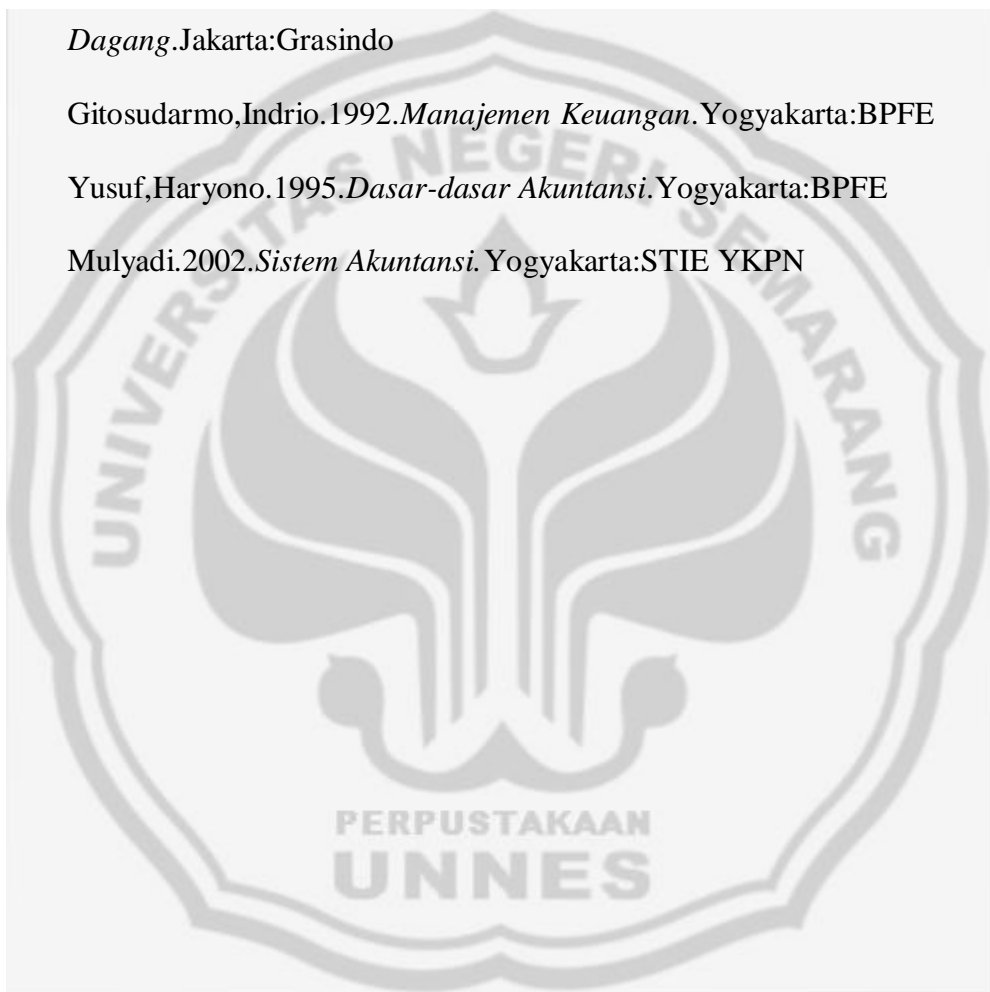 Dagang.Jakarta:Grasindo
Gitosudarmo,Indrio.1992.Manajemen Keuangan.Yogyakarta:BPFE
Yusuf,Haryono.1995.Dasar-dasar Akuntansi.Yogyakarta:BPFE
Mulyadi.2002.Sistem Akuntansi.Yogyakarta:STIE YKPN
UNIVERSITAS NEGERI SEMARANG
PERPUSTAKAAN
UNNES